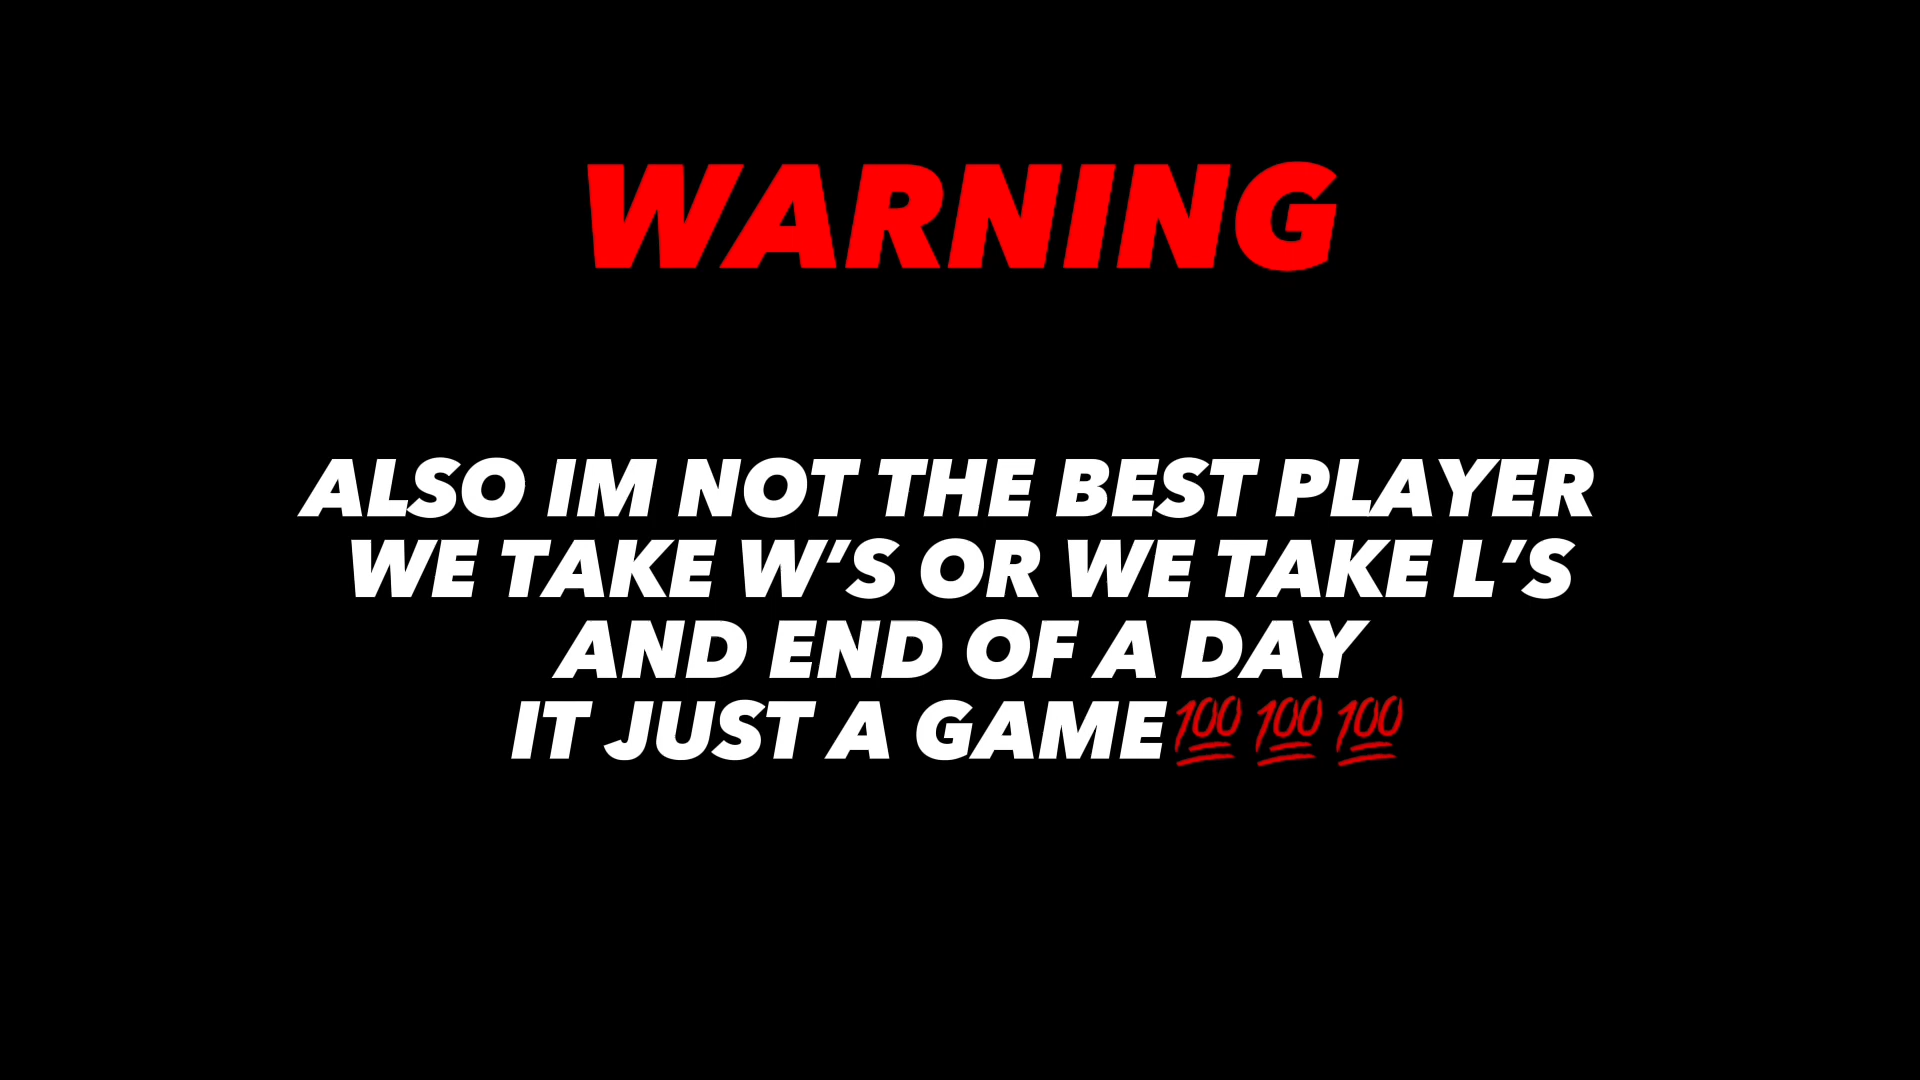 WARNING
ALSO IM NOT THE BEST PLAYER
WE TAKE W’S OR WE TAKE L’S
AND END OF A DAY
IT JUST A GAME💯💯💯